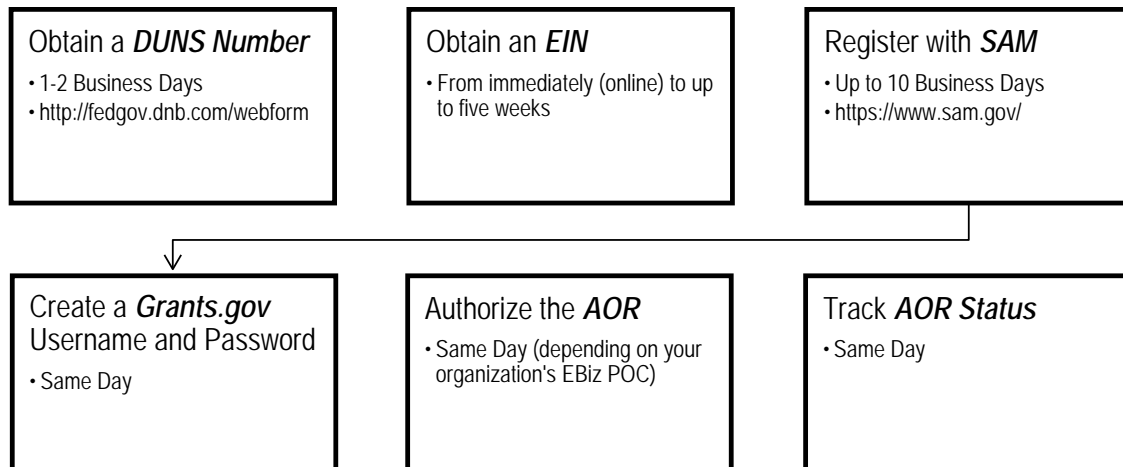 Obtain a DUNS Number
• 1-2 Business Days
• http://fedgov.dnb.com/webform
Obtain an EIN
• From immediately (online) to up
to five weeks
Register with SAM
• Up to 10 Business Days
• https://www.sam.gov/
Create a Grants.gov
Username and Password
• Same Day
Authorize the AOR
• Same Day (depending on your
organization's EBiz POC)
Track AOR Status
• Same Day